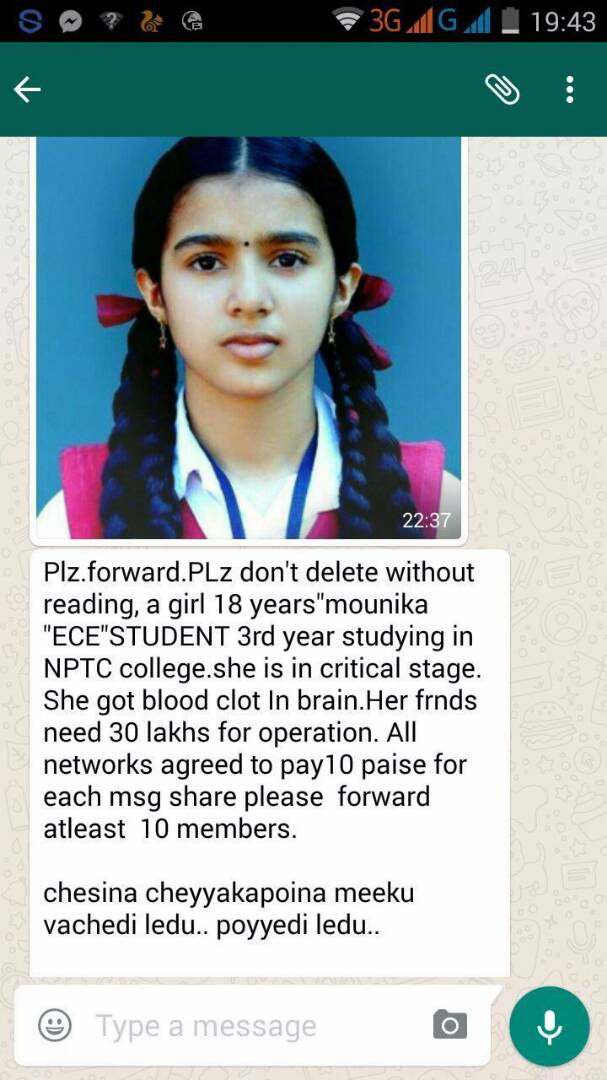 3G G 19:43
22:37
Plz.forward.PLz don't delete without
reading, a girl 18 years"mounika
"ECE"STUDENT 3rd year studying in
NPTC college.she is in critical stage.
She got blood clot In brain.Her frnds
need 30 lakhs for operation. All
networks agreed to pay10 paise for
each msg share please  forward
atleast  10 members.
chesina cheyyakapoina meeku
vachedi ledu.. poyyedi ledu..
Type a message